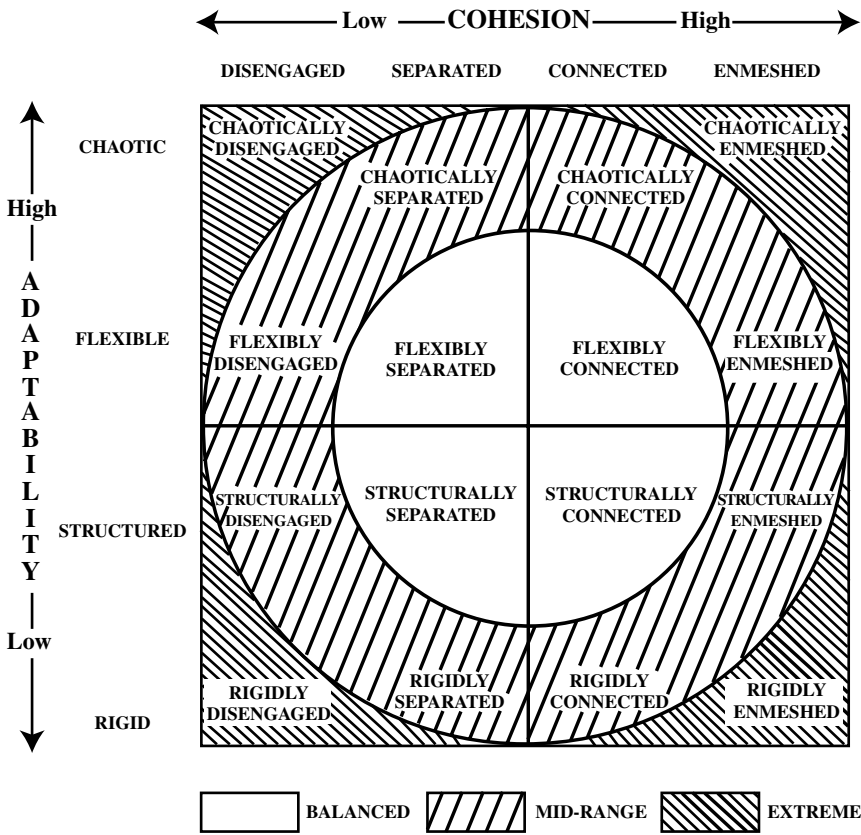 Low COHESION High
DISENGAGED SEPARATED CONNECTED ENMESHED
CHAOTIC
High
ADAPTABILITY
FLEXIBLE
STRUCTURED
Low
RIGID
CHAOTICALLY
DISENGAGED
CHAOTICALLY
SEPARATED
CHAOTICALLY
CONNECTED
CHAOTICALLY
ENMESHED
FLEXIBLY
DISENGAGED
FLEXIBLY
SEPARATED
FLEXIBLY
CONNECTED
FLEXIBLY
ENMESHED
STRUCTURALLY
DISENGAGED
STRUCTURALLY
SEPARATED
STRUCTURALLY
CONNECTED
STRUCTURALLY
ENMESHED
RIGIDLY
DISENGAGED
RIGIDLY
SEPARATED
RIGIDLY
CONNECTED
RIGIDLY
ENMESHED
BALANCED MID-RANGE EXTREME